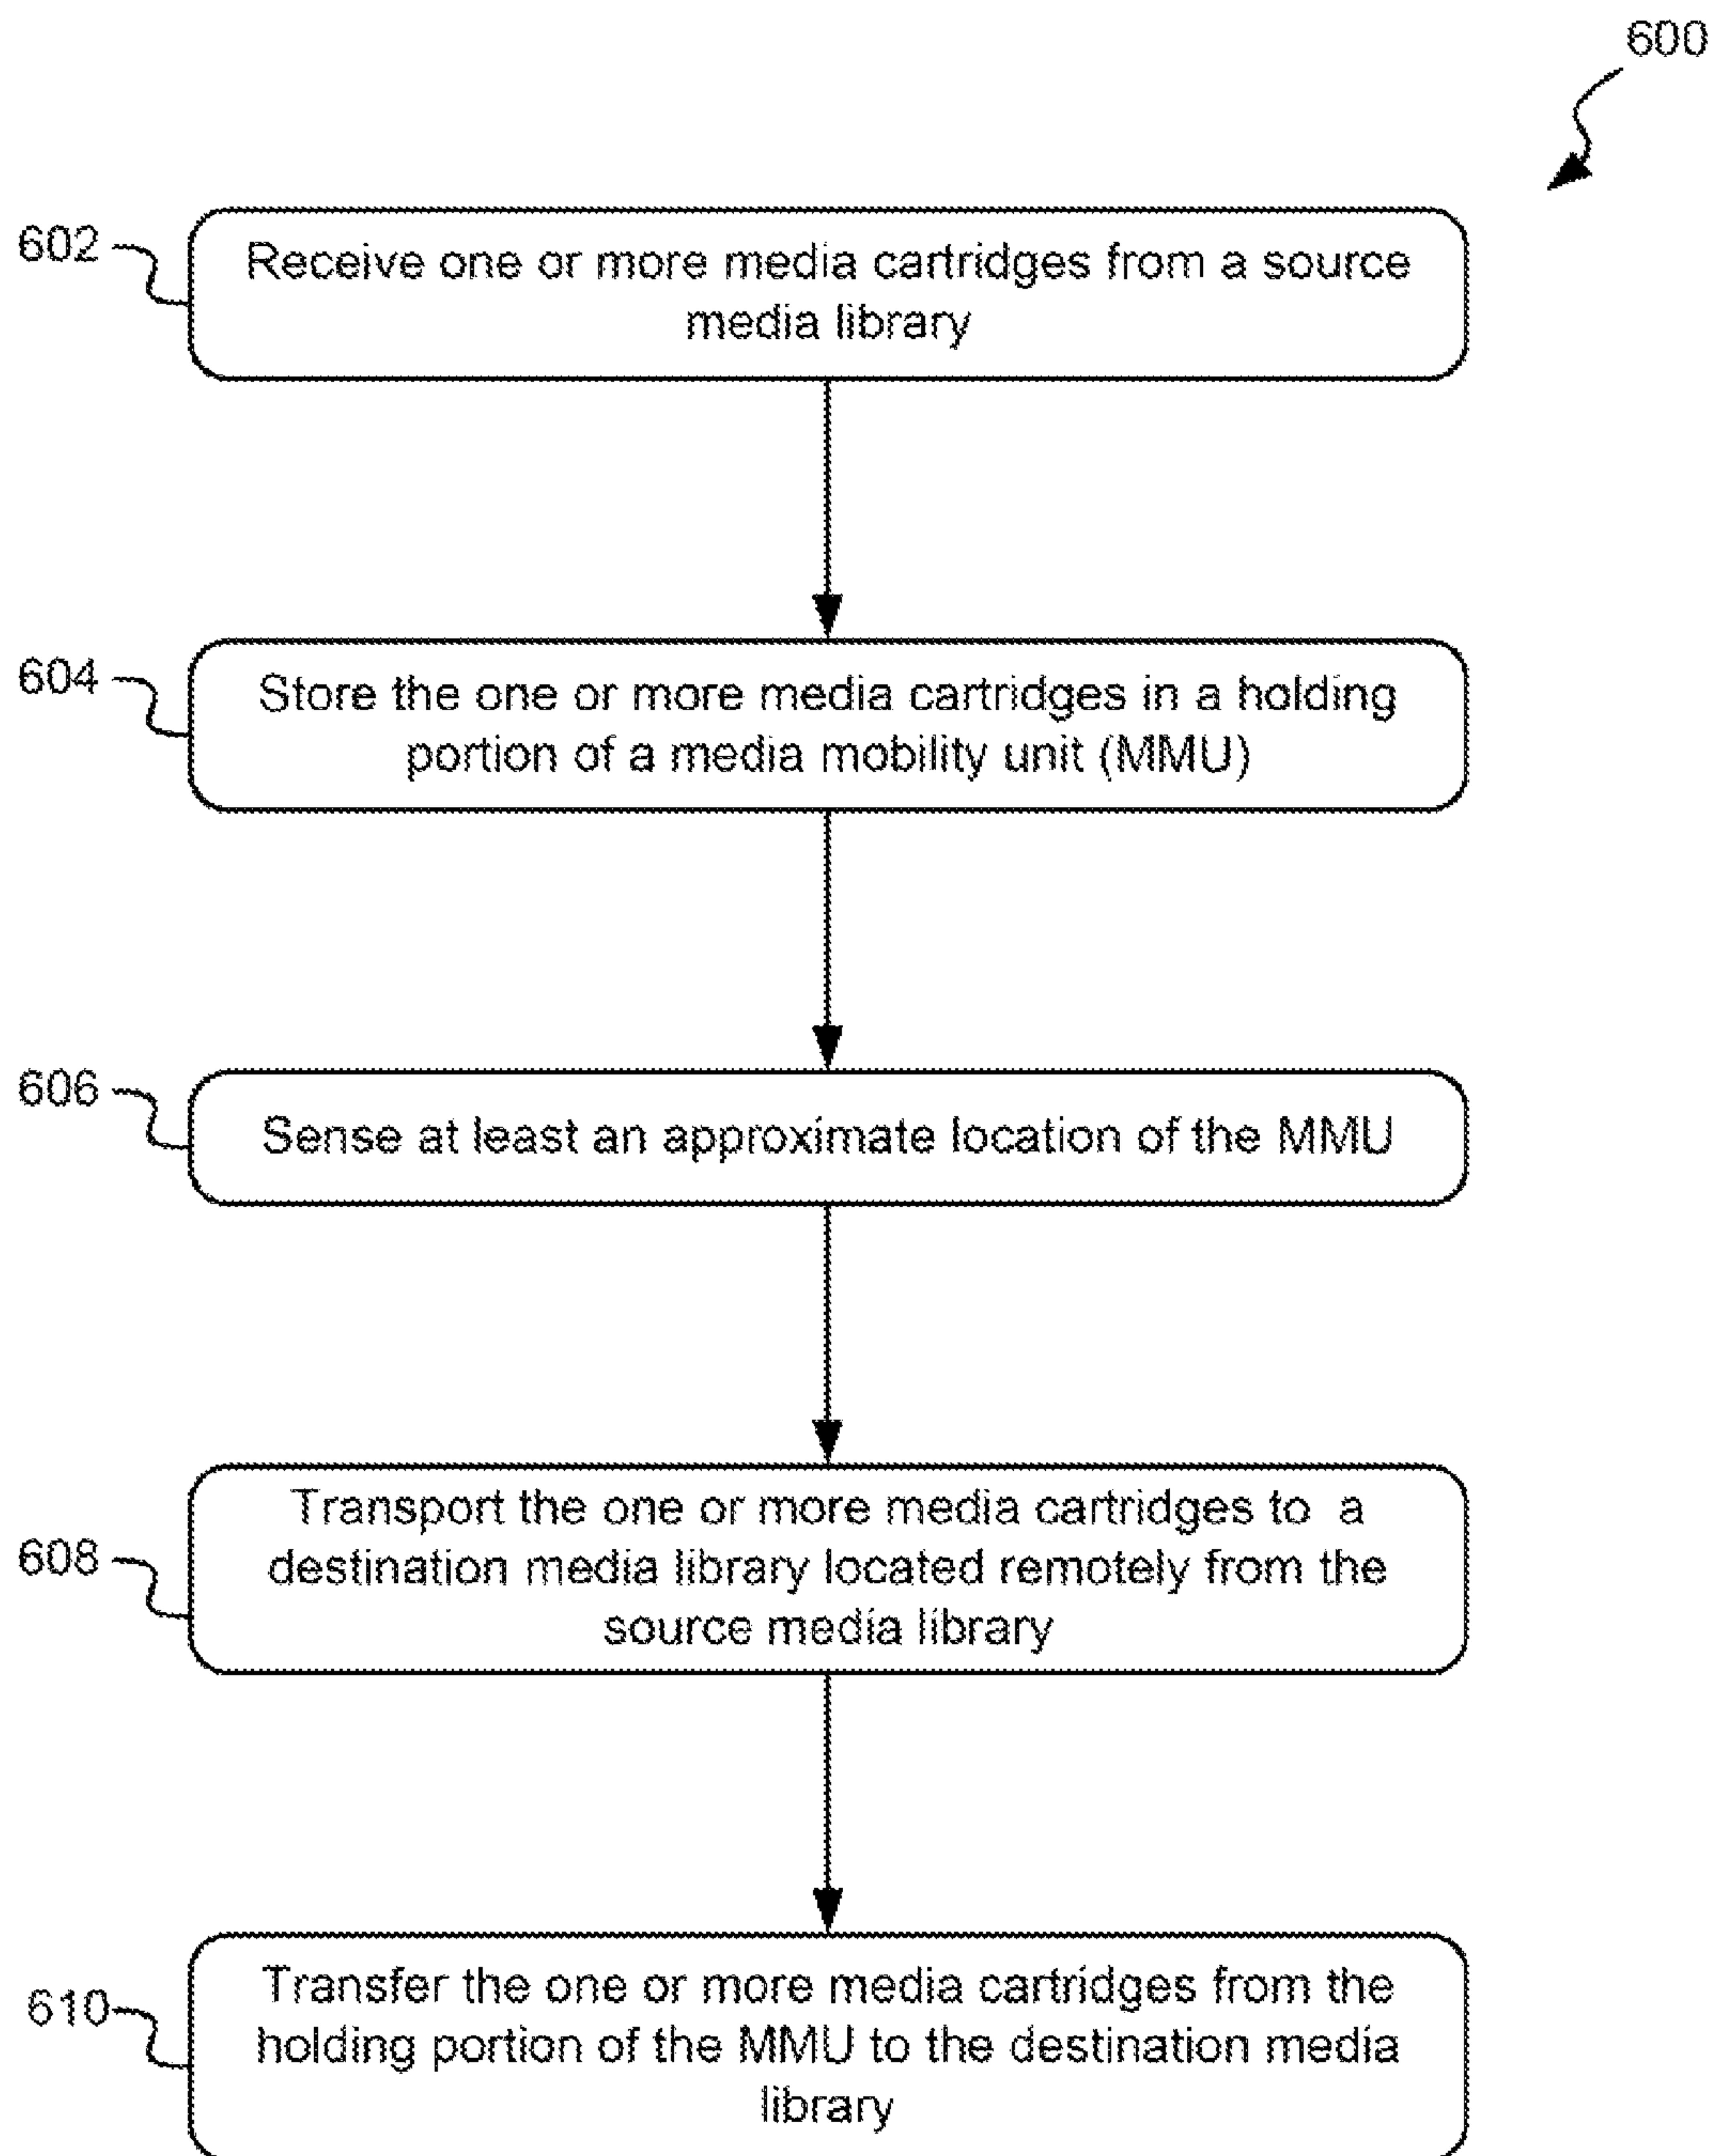 600
602
Receive one or more media cartridges from a source
media library
604
Store the one or more media cartridges in a holding
portion of a media mobility unit (MMU)
606
Sense at least an approximate location of the MMU
608
Transport the one or more media cartridges to a
destination media library located remotely from the
source media library
610
Transfer the one or more media cartridges from the
holding portion of the MMU to the destination media
library